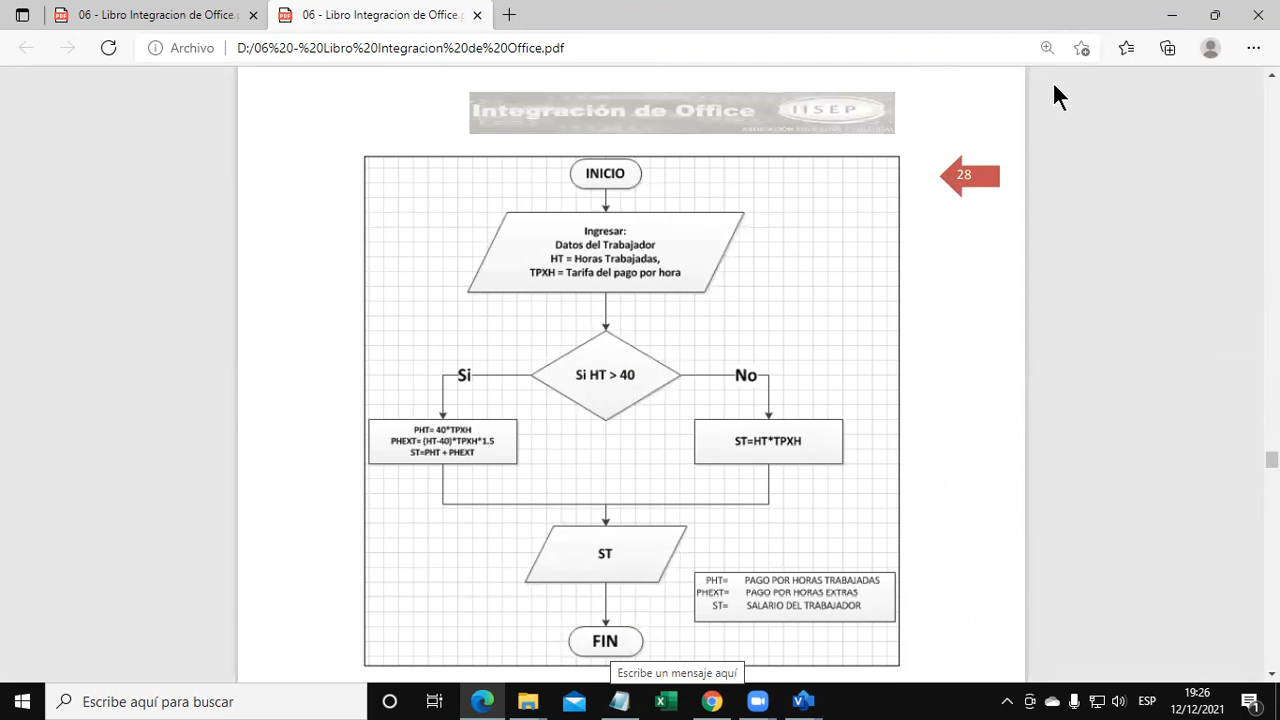 06 - Libro Integracion de Office.p
06 - Libro Integracion de Office.p
Archivo
D:/06%20-%20Libro%20Integracion%20de%20Office.pdf
Integración de Office
IISEP
28
INICIO
Ingresar:
Datos del Trabajador
HT = Horas Trabajadas,
TPXH = Tarifa del pago por hora
Si HT > 40
Si
No
PHT= 40*TPXH
PHEXT= (HT-40)*TPXH*1.5
ST=PHT + PHEXT
ST=HT*TPXH
ST
PHT= PAGO POR HORAS TRABAJADAS
PHEXT= PAGO POR HORAS EXTRAS
ST= SALARIO DEL TRABAJADOR
FIN
Escribe un mensaje aquí
Escribe aquí para buscar
ESP
19:26
12/12/2021
1